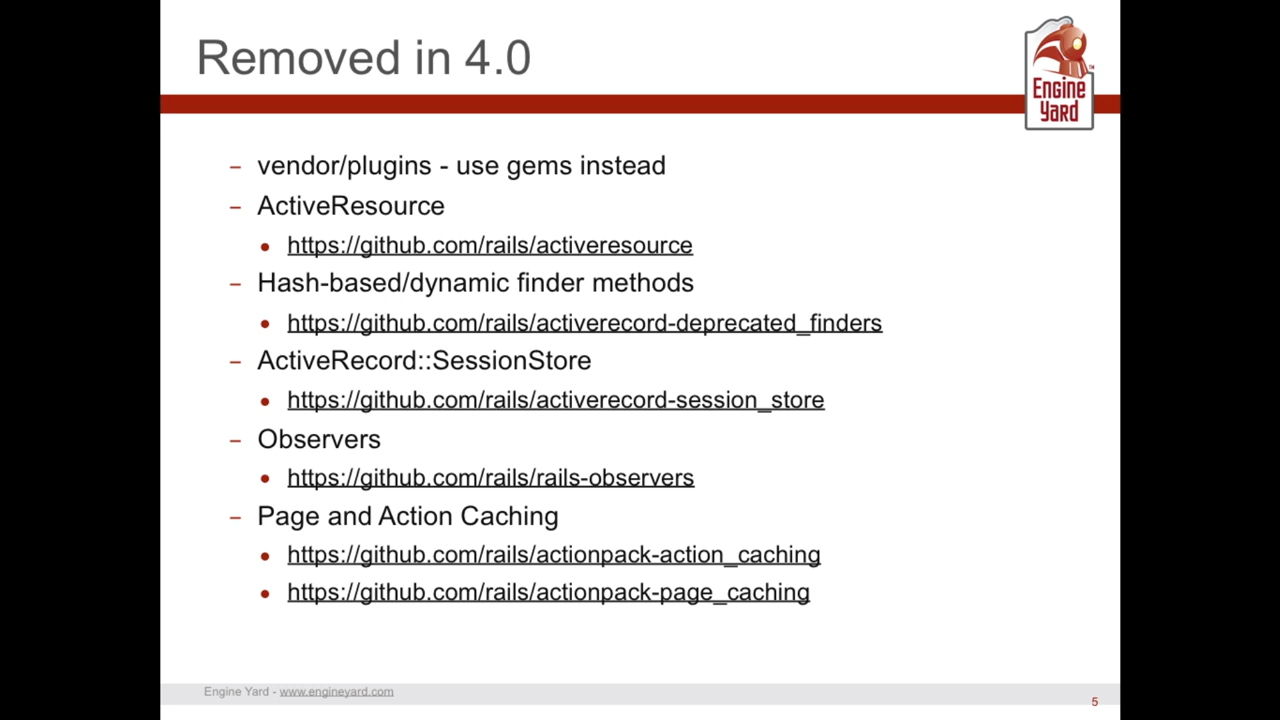 Removed in 4.0
Engine
Yard
– vendor/plugins - use gems instead
– ActiveResource
• https://github.com/rails/activeresource
– Hash-based/dynamic finder methods
• https://github.com/rails/activerecord-deprecated_finders
– ActiveRecord::SessionStore
• https://github.com/rails/activerecord-session_store
– Observers
• https://github.com/rails/rails-observers
– Page and Action Caching
• https://github.com/rails/actionpack-action_caching
• https://github.com/rails/actionpack-page_caching
Engine Yard - www.engineyard.com
5